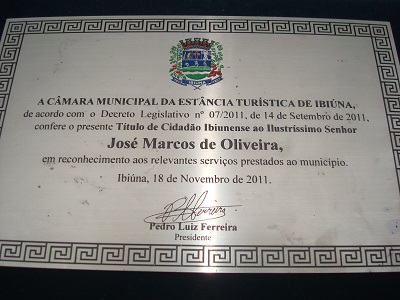 A CÂMARA MUNICIPAL DA ESTÂNCIA TURÍSTICA DE IBIÚNA,
de acordo com o Decreto Legislativo nº 07/2011, de 14 de Setembro de 2011,
confere o presente Título de Cidadão Ibiunense ao Ilustríssimo Senhor
José Marcos de Oliveira,
em reconhecimento aos relevantes serviços prestados ao município.
Ibiúna, 18 de Novembro de 2011.
Pedro Luiz Ferreira
Presidente